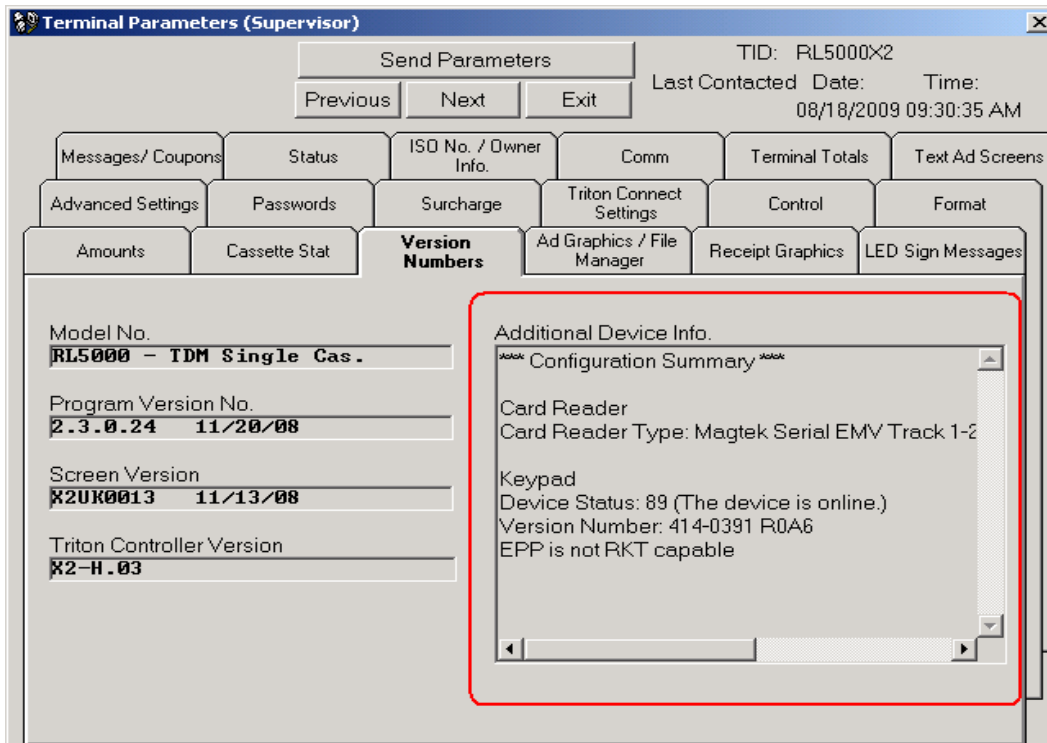 Terminal Parameters (Supervisor)
Send Parameters
Previous Next Exit
TID: RL5000X2
Last Contacted Date: Time:
08/18/2009 09:30:35 AM
Messages/ Coupons
Status
ISO No. / Owner
Info.
Comm
Terminal Totals
Text Ad Screens
Advanced Settings
Passwords
Surcharge
Triton Connect
Settings
Control
Format
Amounts
Cassette Stat
Version
Numbers
Ad Graphics / File
Manager
Receipt Graphics
LED Sign Messages
Model No.
RL5000 - TDM Single Cas.
Program Version No.
2.3.0.24 11/20/08
Screen Version
X2UK0013 11/13/08
Triton Controller Version
X2-H.03
Additional Device Info.
*** Configuration Summary ***
Card Reader
Card Reader Type: Magtek Serial EMV Track 1-2
Keypad
Device Status: 89 (The device is online.)
Version Number: 414-0391 R0A6
EPP is not RKT capable